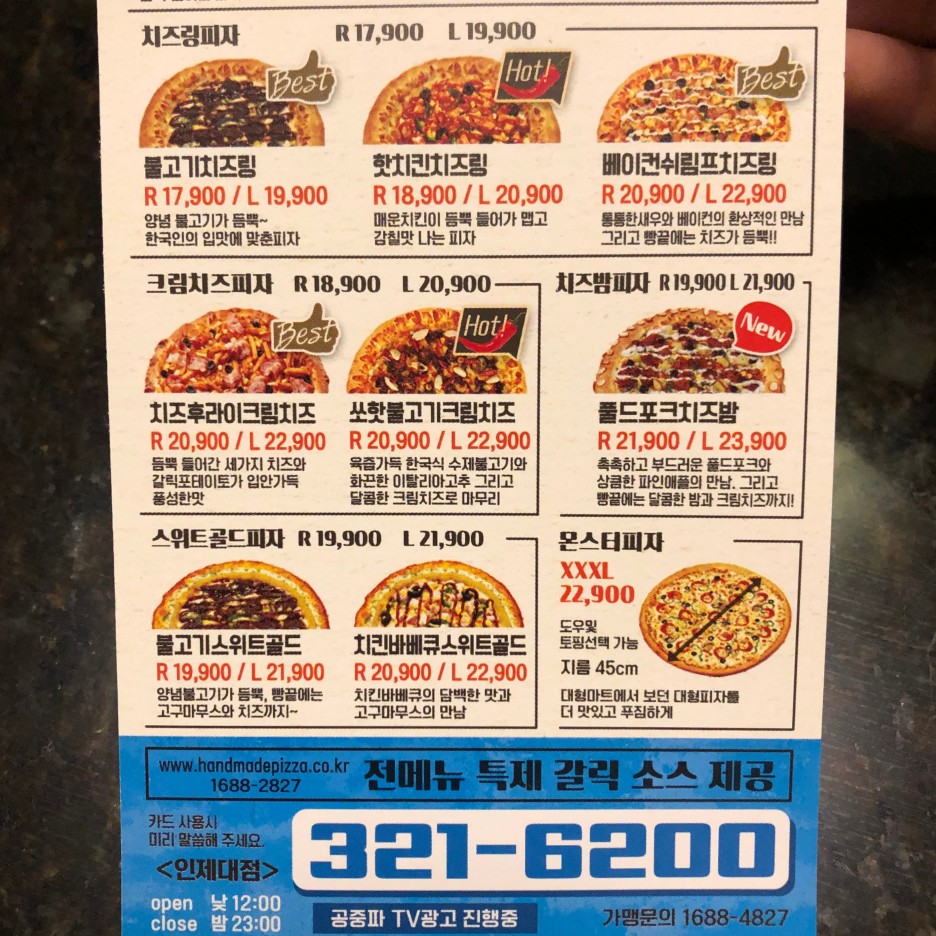 치즈링피자 R 17,900 L 19,900
Best
Hot!
Best
불고기치즈링
R 17,900 / L 19,900
양념 불고기가 듬뿍~
한국인의 입맛에 맞춘피자
핫치킨치즈링
R 18,900 / L 20,900
매운치킨이 듬뿍 들어가 맵고
감칠맛 나는 피자
베이컨쉬림프치즈링
R 20,900 / L 22,900
통통한새우와 베이컨의 환상적인 만남
그리고 빵끝에는 치즈가 듬뿍!!
크림치즈피자 R 18,900 L 20,900
Best
Hot!
치즈후라이크림치즈
R 20,900 / L 22,900
듬뿍 들어간 세가지 치즈와
갈릭포테이토가 입안가득
풍성한맛
쏘핫불고기크림치즈
R 20,900 / L 22,900
육즙가득 한국식 수제불고기와
화끈한 이탈리아고추 그리고
달콤한 크림치즈로 마무리
치즈밤피자 R 19,900 L 21,900
New
풀드포크치즈밤
R 21,900 / L 23,900
촉촉하고 부드러운 풀드포크와
상큼한 파인애플의 만남. 그리고
빵끝에는 달콤한 밤과 크림치즈까지!
스위트골드피자 R 19,900 L 21,900
불고기스위트골드
R 19,900 / L 21,900
양념불고기가 듬뿍, 빵끝에는
고구마무스와 치즈까지~
치킨바베큐스위트골드
R 20,900 / L 22,900
치킨바베큐의 담백한 맛과
고구마무스의 만남
몬스터피자
XXXL
22,900
도우및
토핑선택 가능
지름 45cm
대형마트에서 보던 대형피자를
더 맛있고 푸짐하게
www.handmadepizza.co.kr
1688-2827
전메뉴 특제 갈릭 소스 제공
카드 사용시
미리 말씀해 주세요.
<인제대점>
321-6200
open 낮 12:00
close 밤 23:00
공중파 TV광고 진행중
가맹문의 1688-4827